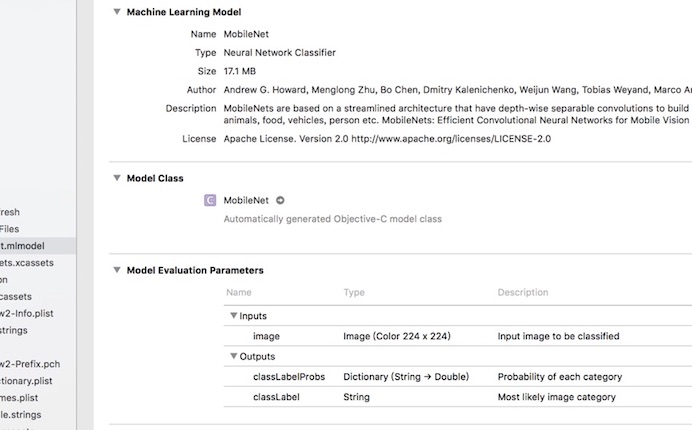 Machine Learning Model
Name MobileNet
Type Neural Network Classifier
Size 17.1 MB
Author Andrew G. Howard, Menglong Zhu, Bo Chen, Dmitry Kalenichenko, Weijun Wang, Tobias Weyand, Marco
Description MobileNets are based on a streamlined architecture that have depth-wise separable convolutions to build
animals, food, vehicles, person etc. MobileNets: Efficient Convolutional Neural Networks for Mobile Vision
License Apache License. Version 2.0 http://www.apache.org/licenses/LICENSE-2.0
Model Class
C MobileNet
Automatically generated Objective-C model class
Model Evaluation Parameters
Name Type Description
Inputs
image Image (Color 224 x 224) Input image to be classified
Outputs
classLabelProbs Dictionary (String → Double) Probability of each category
classLabel String Most likely image category
fresh
Files
t.mlmodel
ets.xcassets
on
cassets
w2-Info.plist
strings
w2-Prefix.pch
ctionary.plist
mes.plist
le.strings